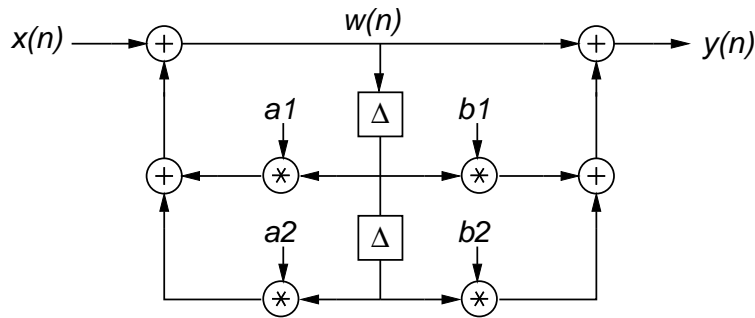 x(n) + w(n) + y(n)
Δ
a1 b1
+ * * +
Δ
a2 b2
* *